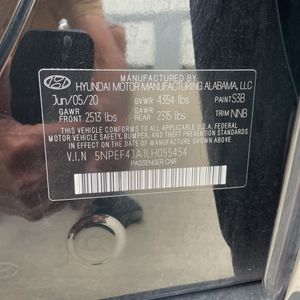 HYUNDAI MOTOR MANUFACTURING ALABAMA, LLC
Jun/05/20 GVWR 4354 lbs PAINT S3B
GAWR GAWR
FRONT 2513 lbs REAR 2315 lbs TRIM NNB
THIS VEHICLE CONFORMS TO ALL APPLICABLE U.S.A. FEDERAL
MOTOR VEHICLE SAFETY, BUMPER, AND THEFT PREVENTION
STANDARDS IN EFFECT ON THE DATE OF MANUFACTURE SHOWN ABOVE.
V.I.N 5NPEF4JA1LH055454
PASSENGER CAR